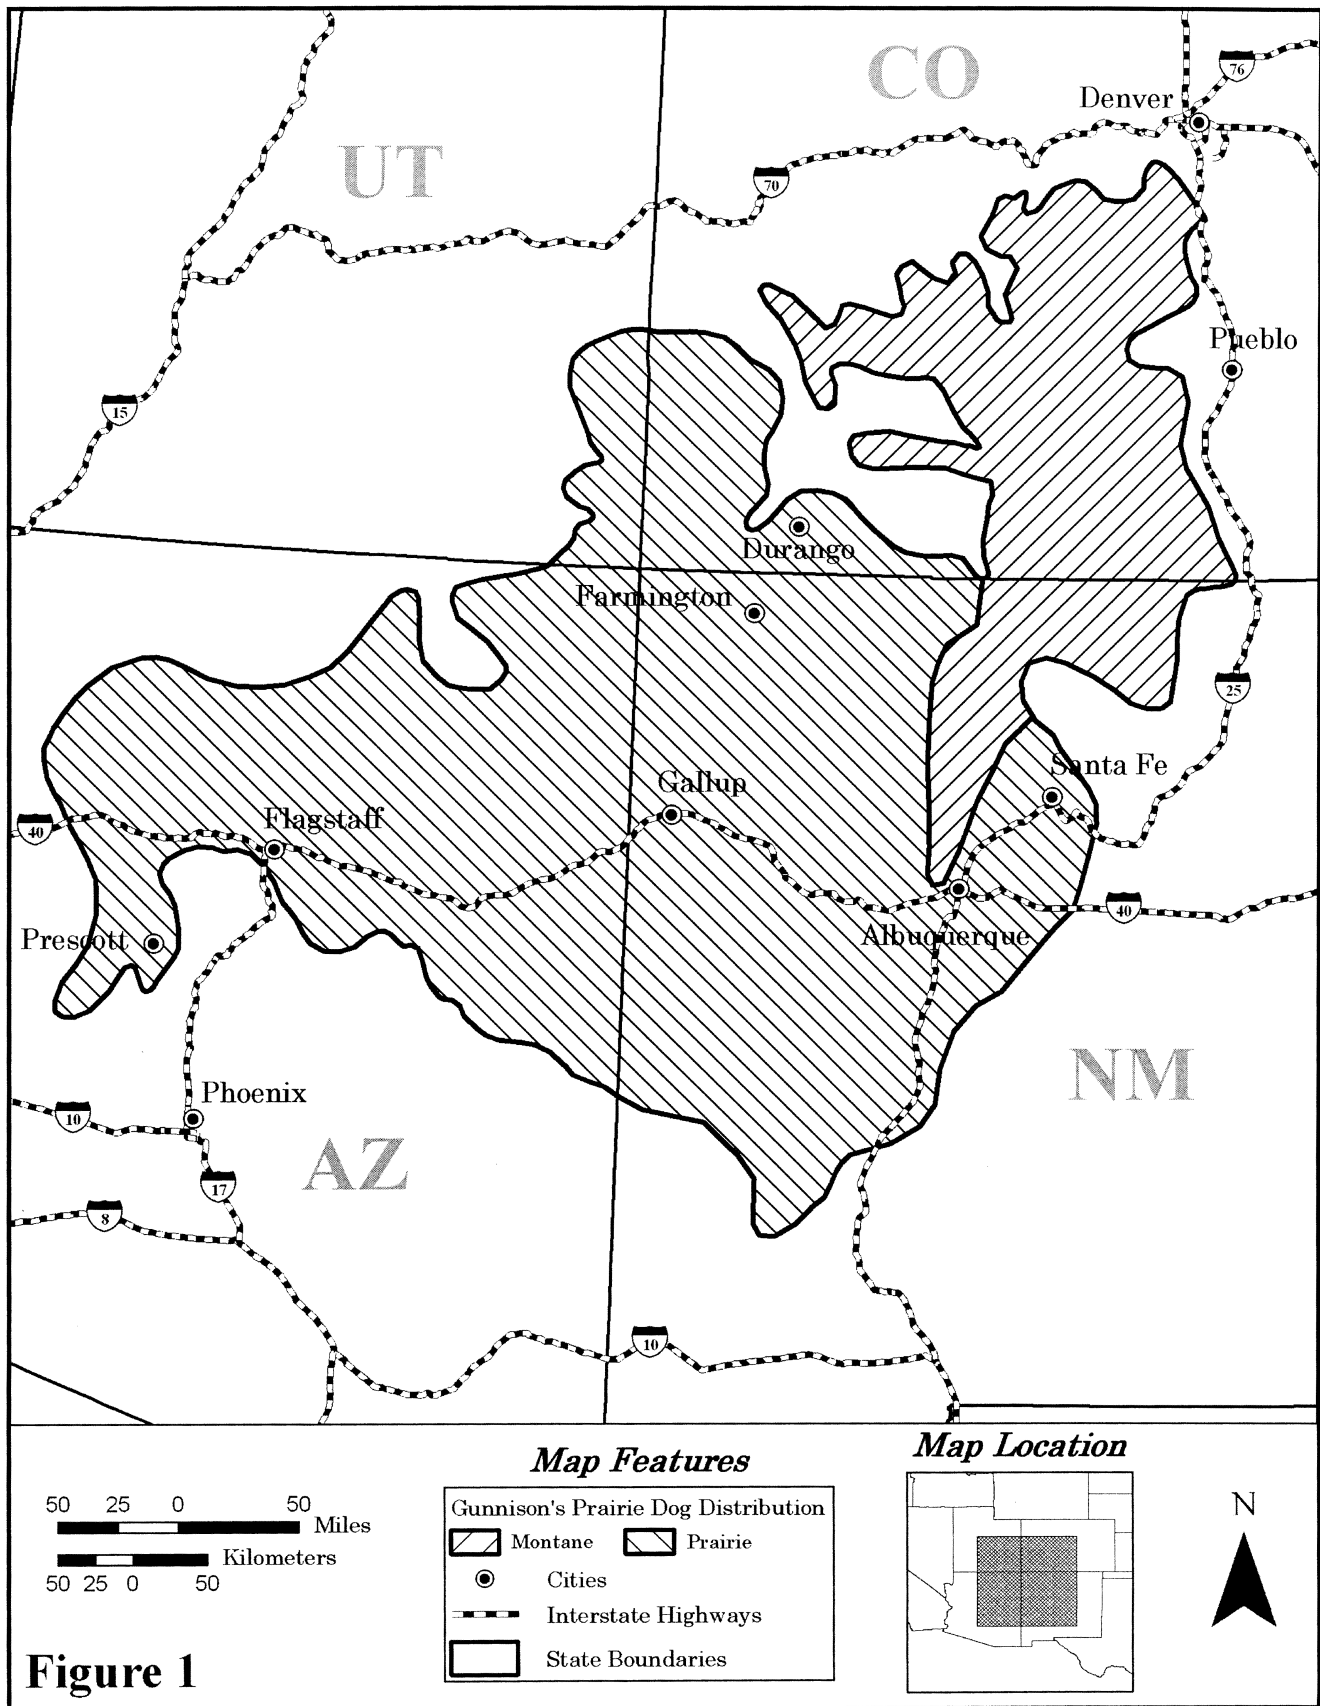 CO
76
Denver
UT
70
Pueblo
15
Durango
Farmington
25
Gallup
Santa Fe
Flagstaff
40
40
Prescott
Albuquerque
NM
Phoenix
10
AZ
17
8
10
Map Features
Map Location
50 25 0 50
Miles
Kilometers
50 25 0 50
Gunnison's Prairie Dog Distribution
Montane Prairie
Cities
Interstate Highways
State Boundaries
N
Figure 1